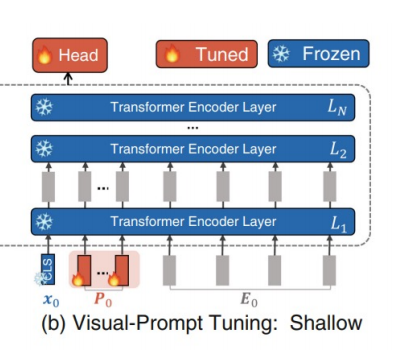 Head
Tuned
Frozen
Transformer Encoder Layer L_N
...
Transformer Encoder Layer L_2
...
Transformer Encoder Layer L_1
CLS
...
x_0 P_0 E_0
(b) Visual-Prompt Tuning: Shallow